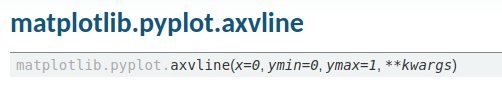 matplotlib.pyplot.axvline
matplotlib.pyplot.axvline(x=0, ymin=0, ymax=1, **kwargs)